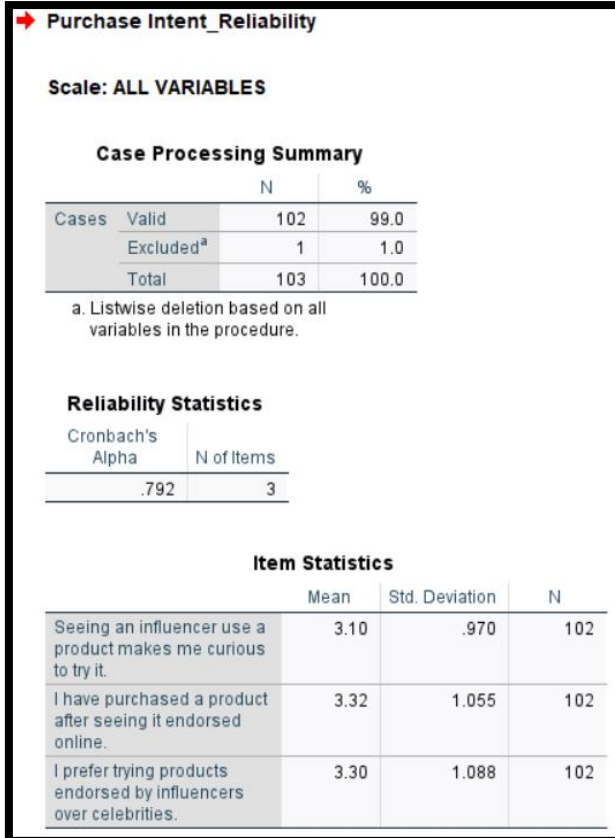 Purchase Intent_Reliability
Scale: ALL VARIABLES
Case Processing Summary
N %
Cases Valid 102 99.0
Excludedᵃ 1 1.0
Total 103 100.0
a. Listwise deletion based on all
variables in the procedure.
Reliability Statistics
Cronbach's
Alpha N of Items
.792 3
Item Statistics
Mean Std. Deviation N
Seeing an influencer use a 3.10 .970 102
product makes me curious
to try it.
I have purchased a product 3.32 1.055 102
after seeing it endorsed
online.
I prefer trying products 3.30 1.088 102
endorsed by influencers
over celebrities.